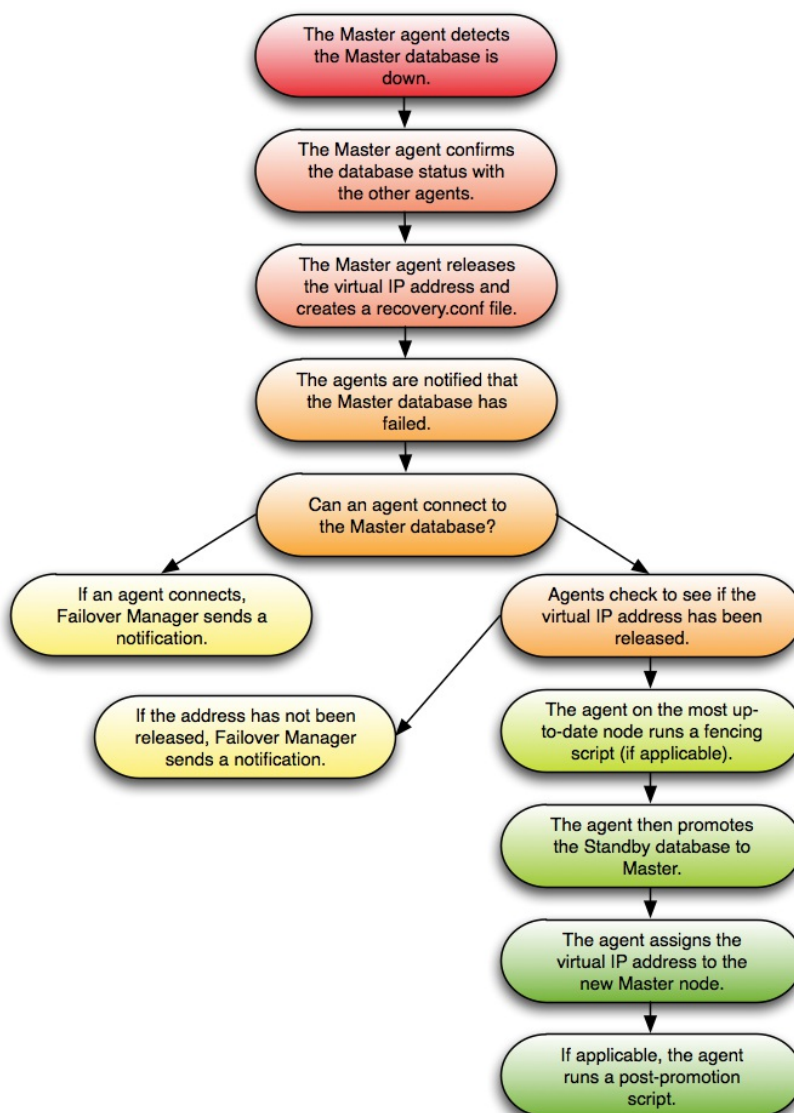 The Master agent detects
the Master database is
down.
The Master agent confirms
the database status with
the other agents.
The Master agent releases
the virtual IP address and
creates a recovery.conf file.
The agents are notified that
the Master database has
failed.
Can an agent connect to
the Master database?
If an agent connects,
Failover Manager sends a
notification.
Agents check to see if the
virtual IP address has been
released.
If the address has not been
released, Failover Manager
sends a notification.
The agent on the most up-
to-date node runs a fencing
script (if applicable).
The agent then promotes
the Standby database to
Master.
The agent assigns the
virtual IP address to the
new Master node.
If applicable, the agent
runs a post-promotion
script.